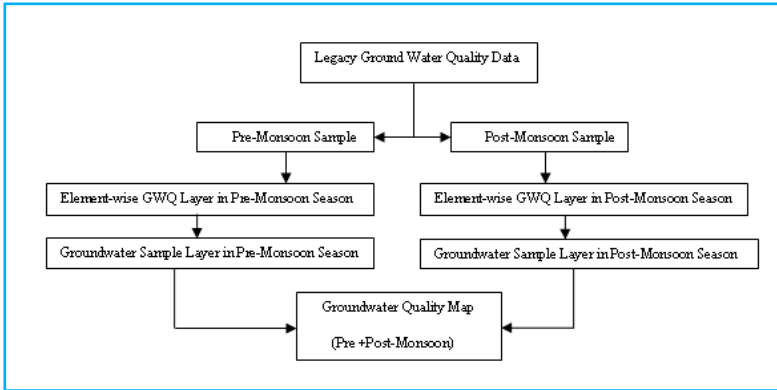 Legacy Ground Water Quality Data
Pre-Monsoon Sample
Post-Monsoon Sample
Element-wise GWQ Layer in Pre-Monsoon Season
Element-wise GWQ Layer in Post-Monsoon Season
Groundwater Sample Layer in Pre-Monsoon Season
Groundwater Sample Layer in Post-Monsoon Season
Groundwater Quality Map
(Pre +Post-Monsoon)